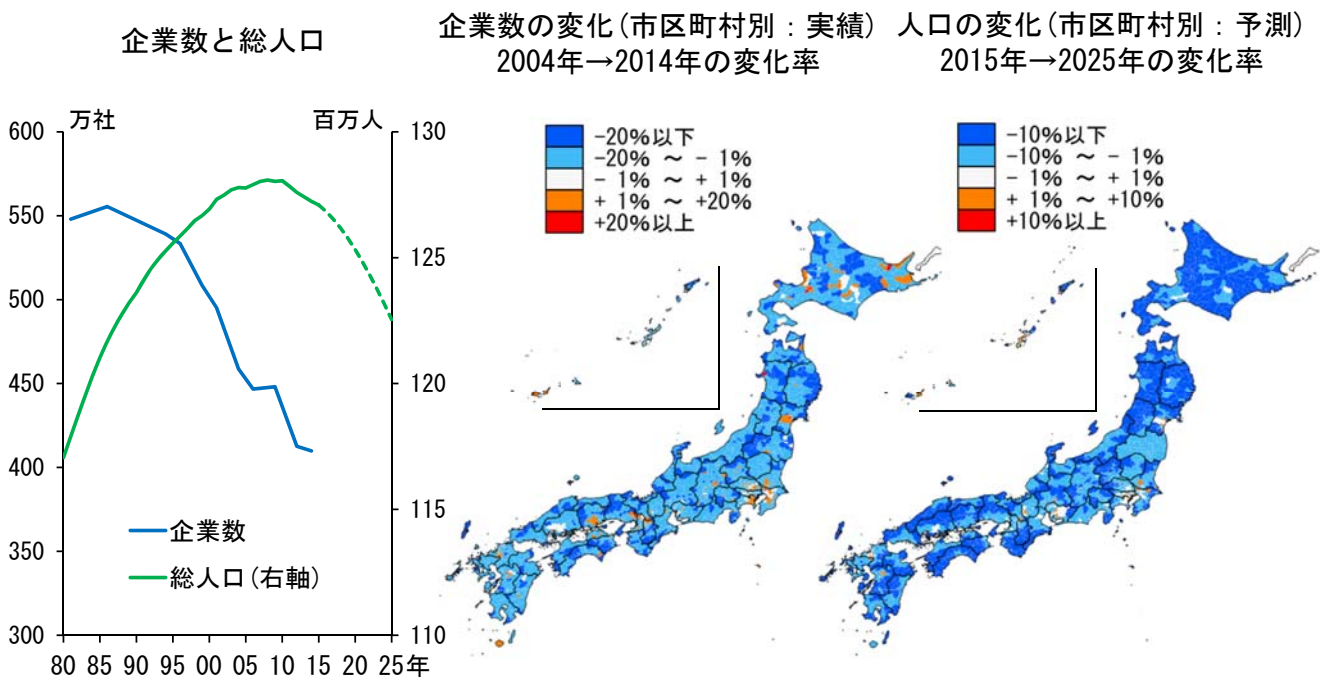 企業数と総人口
万社
百万人
600
550
500
450
400
350
300
130
125
120
115
110
企業数
総人口(右軸)
80 85 90 95 00 05 10 15 20 25年
企業数の変化(市区町村別:実績)
2004年→2014年の変化率
-20%以下
-20% ~ - 1%
- 1% ~ + 1%
+ 1% ~ +20%
+20%以上
人口の変化(市区町村別:予測)
2015年→2025年の変化率
-10%以下
-10% ~ - 1%
- 1% ~ + 1%
+ 1% ~ +10%
+10%以上